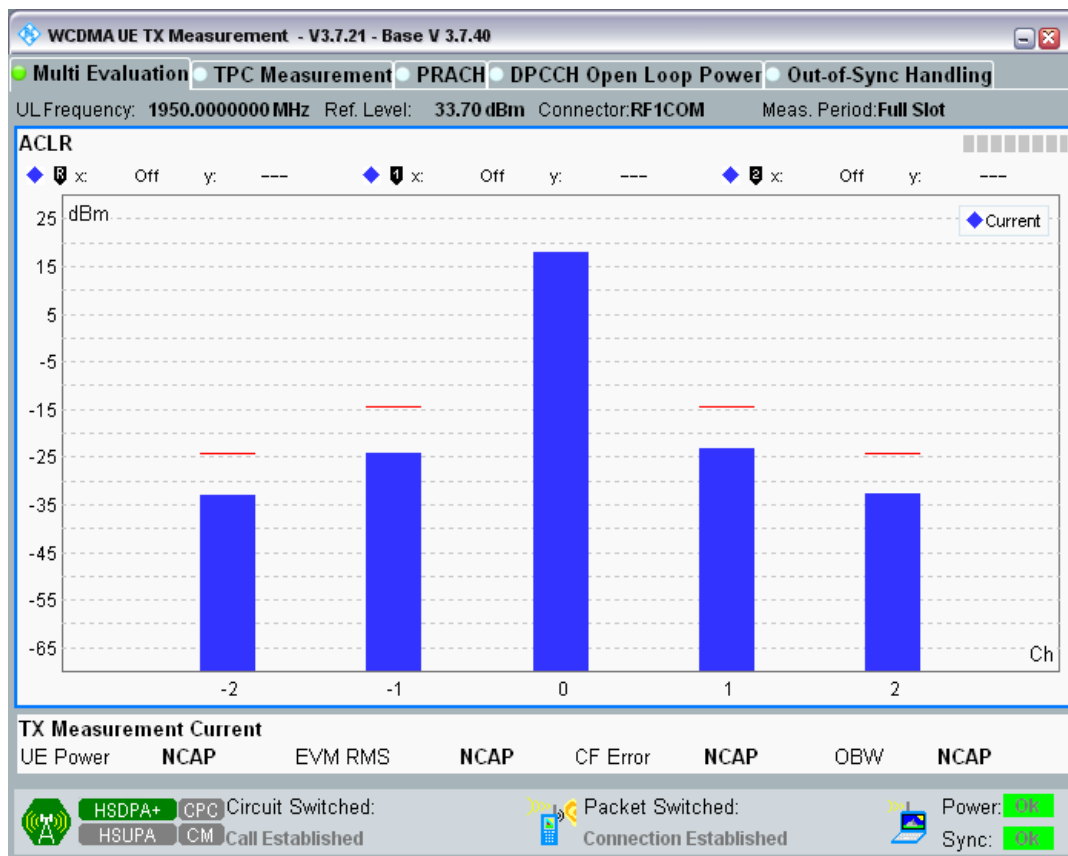 WCDMA UE TX Measurement - V3.7.21 - Base V 3.7.40
Multi Evaluation TPC Measurement PRACH DPCCH Open Loop Power Out-of-Sync Handling
UL Frequency: 1950.0000000 MHz Ref. Level: 33.70 dBm Connector:RF1COM Meas. Period:Full Slot
ACLR
R x: Off y: --- 1 x: Off y: --- 2 x: Off y: ---
dBm
Current
25
15
5
-5
-15
-25
-35
-45
-55
-65
Ch
-2 -1 0 1 2
TX Measurement Current
UE Power NCAP EVM RMS NCAP CF Error NCAP OBW NCAP
HSDPA+ CPC Circuit Switched: Packet Switched: Power: OK
HSUPA CM Call Established Connection Established Sync: OK